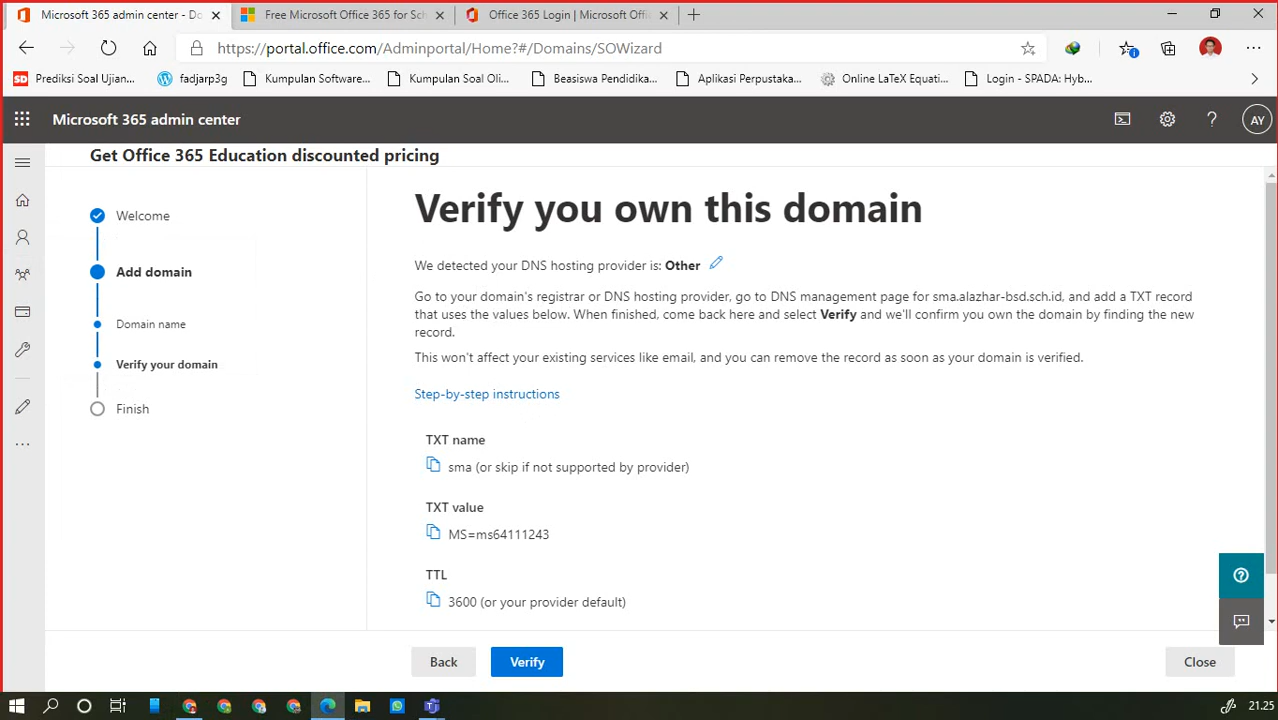 Microsoft 365 admin center - Do
Free Microsoft Office 365 for Sch
Office 365 Login | Microsoft Offi
https://portal.office.com/Adminportal/Home?#/Domains/SOWizard
SD Prediksi Soal Ujian...
fadjarp3g
Kumpulan Software...
Kumpulan Soal Oli...
Beasiswa Pendidika...
Aplikasi Perpustaka...
Online LaTeX Equati...
Login - SPADA: Hyb...
Microsoft 365 admin center
AY
Get Office 365 Education discounted pricing
Welcome
Add domain
Domain name
Verify your domain
Finish
Verify you own this domain
We detected your DNS hosting provider is: Other
Go to your domain's registrar or DNS hosting provider, go to DNS management page for sma.alazhar-bsd.sch.id, and add a TXT record
that uses the values below. When finished, come back here and select Verify and we'll confirm you own the domain by finding the new
record.
This won't affect your existing services like email, and you can remove the record as soon as your domain is verified.
Step-by-step instructions
TXT name
sma (or skip if not supported by provider)
TXT value
MS=ms64111243
TTL
3600 (or your provider default)
Back
Verify
Close
21.25